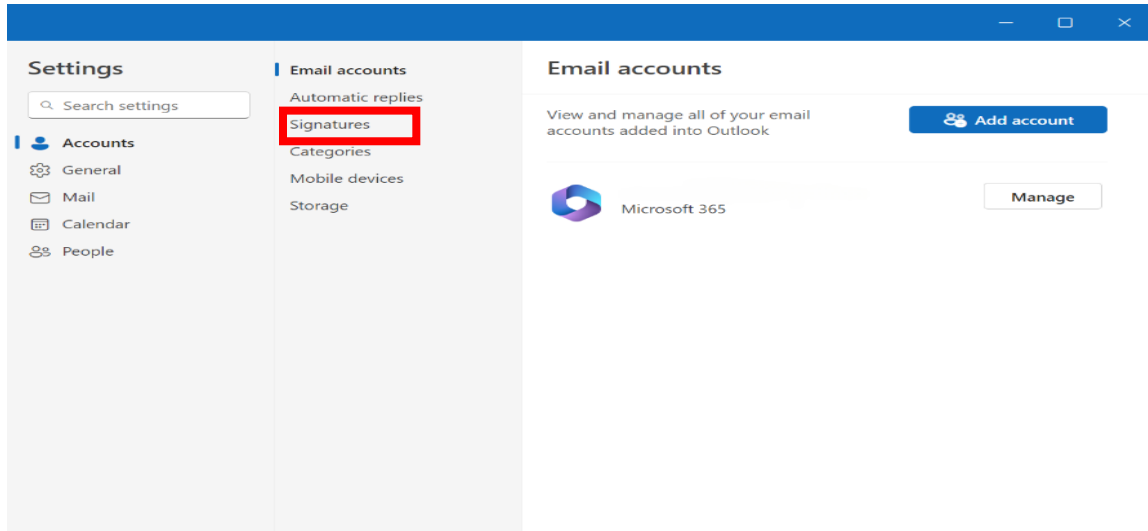 Settings
Search settings
Accounts
General
Mail
Calendar
People
Email accounts
Automatic replies
Signatures
Categories
Mobile devices
Storage
Email accounts
View and manage all of your email
accounts added into Outlook
Add account
Microsoft 365
Manage